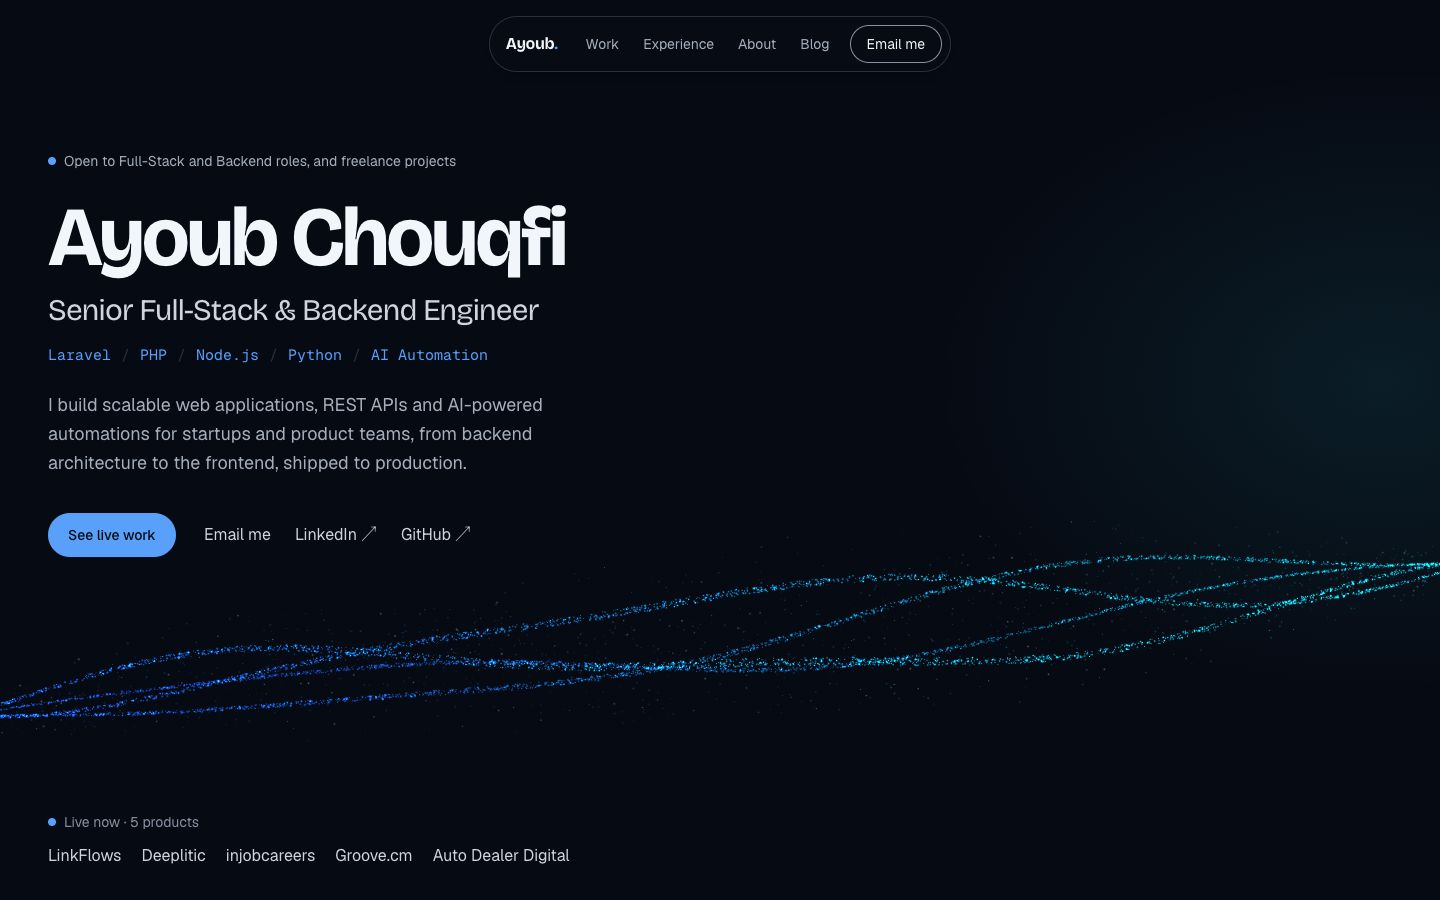 Ayoub. Work Experience About Blog Email me
Open to Full-Stack and Backend roles, and freelance projects
Ayoub Chouqfi
Senior Full-Stack & Backend Engineer
Laravel / PHP / Node.js / Python / AI Automation
I build scalable web applications, REST APIs and AI-powered
automations for startups and product teams, from backend
architecture to the frontend, shipped to production.
See live work Email me LinkedIn ↗ GitHub ↗
Live now · 5 products
LinkFlows Deeplitic injobcareers Groove.cm Auto Dealer Digital